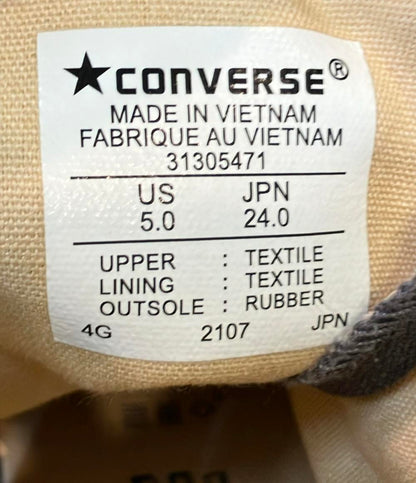 ★CONVERSE®
MADE IN VIETNAM
FABRIQUE AU VIETNAM
31305471
US JPN
5.0 24.0
UPPER : TEXTILE
LINING : TEXTILE
OUTSOLE : RUBBER
4G 2107 JPN